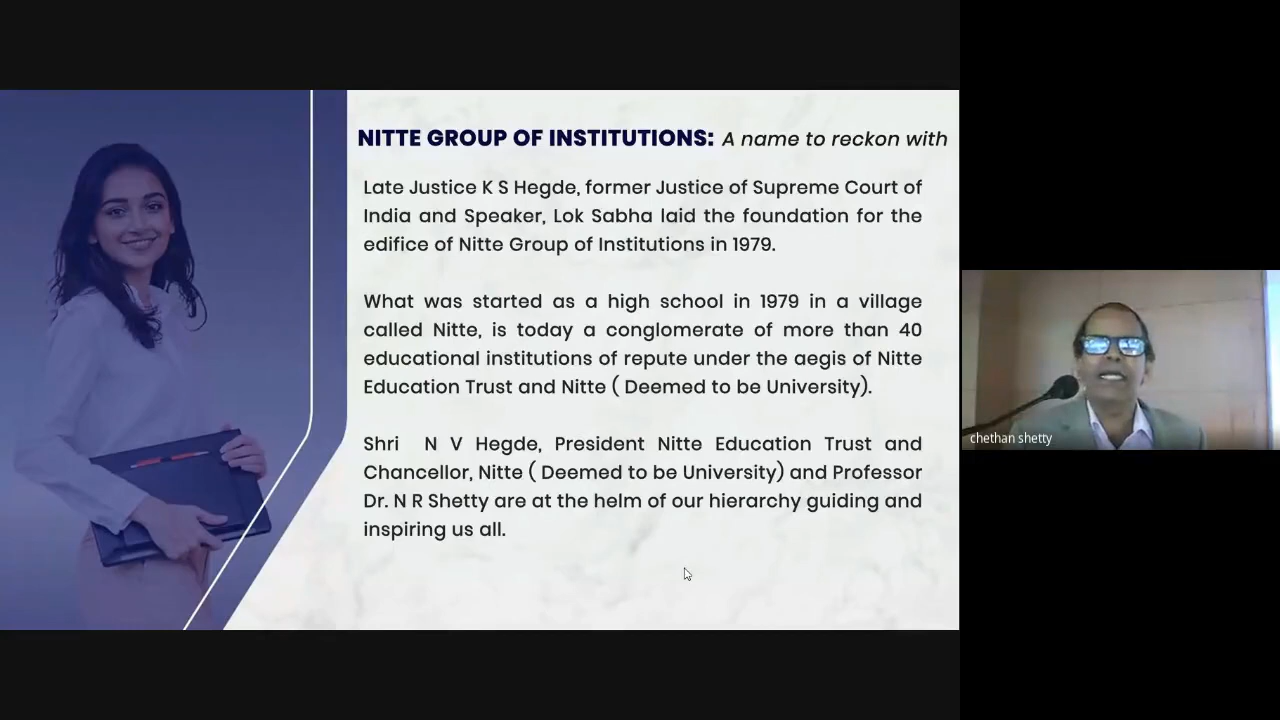 NITTE GROUP OF INSTITUTIONS: A name to reckon with
Late Justice K S Hegde, former Justice of Supreme Court of
India and Speaker, Lok Sabha laid the foundation for the
edifice of Nitte Group of Institutions in 1979.
What was started as a high school in 1979 in a village
called Nitte, is today a conglomerate of more than 40
educational institutions of repute under the aegis of Nitte
Education Trust and Nitte ( Deemed to be University).
Shri N V Hegde, President Nitte Education Trust and
Chancellor, Nitte ( Deemed to be University) and Professor
Dr. N R Shetty are at the helm of our hierarchy guiding and
inspiring us all.
chethan shetty